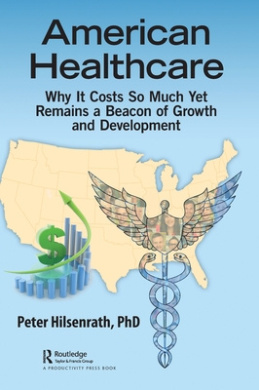 American
Healthcare
Why It Costs So Much Yet
Remains a Beacon of Growth
and Development
$
Peter Hilsenrath, PhD
Routledge
Taylor & Francis Group
A PRODUCTIVITY PRESS BOOK